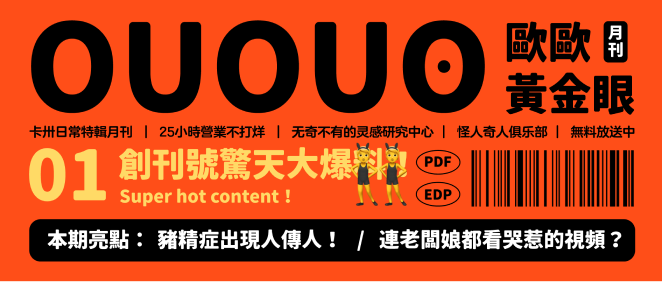 OUOUO
歐歐
月刊
黃金眼
卡卅日常特輯月刊 | 25小時營業不打烊 | 无奇不有的灵感研究中心 | 怪人奇人俱乐部 | 無料放送中
01
創刊號驚天大爆料!
Super hot content！
PDF
EDP
本期亮點： 豬精症出現人傳人！ / 連老闆娘都看哭惹的視頻？